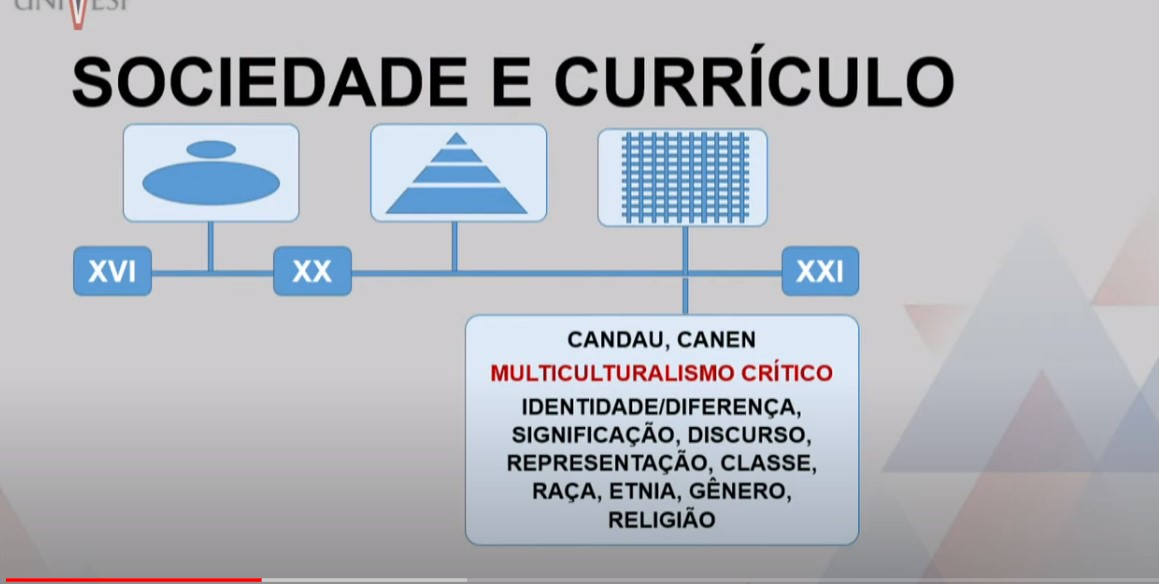 UNIVESP
SOCIEDADE E CURRÍCULO
XVI
XX
XXI
CANDAU, CANEN
MULTICULTURALISMO CRÍTICO
IDENTIDADE/DIFERENÇA,
SIGNIFICAÇÃO, DISCURSO,
REPRESENTAÇÃO, CLASSE,
RAÇA, ETNIA, GÊNERO,
RELIGIÃO